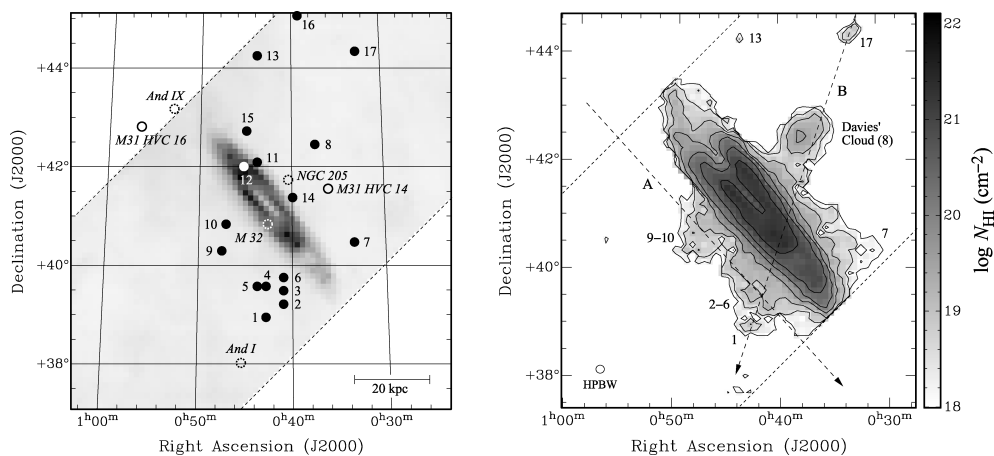 16
17
+44°
13
And IX
M31 HVC 16
15
8
+42°
11
12
NGC 205
M31 HVC 14
14
10
M 32
9
7
+40°
4
6
5
3
2
1
And I
+38°
20 kpc
1ʰ00ᵐ
0ʰ50ᵐ
0ʰ40ᵐ
0ʰ30ᵐ
Right Ascension (J2000)
Declination (J2000)
+44°
13
17
B
Davies'
Cloud (8)
+42°
A
9–10
7
+40°
2–6
1
+38°
HPBW
1ʰ00ᵐ
0ʰ50ᵐ
0ʰ40ᵐ
0ʰ30ᵐ
Right Ascension (J2000)
Declination (J2000)
22
21
20
19
18
log N_HI (cm⁻²)